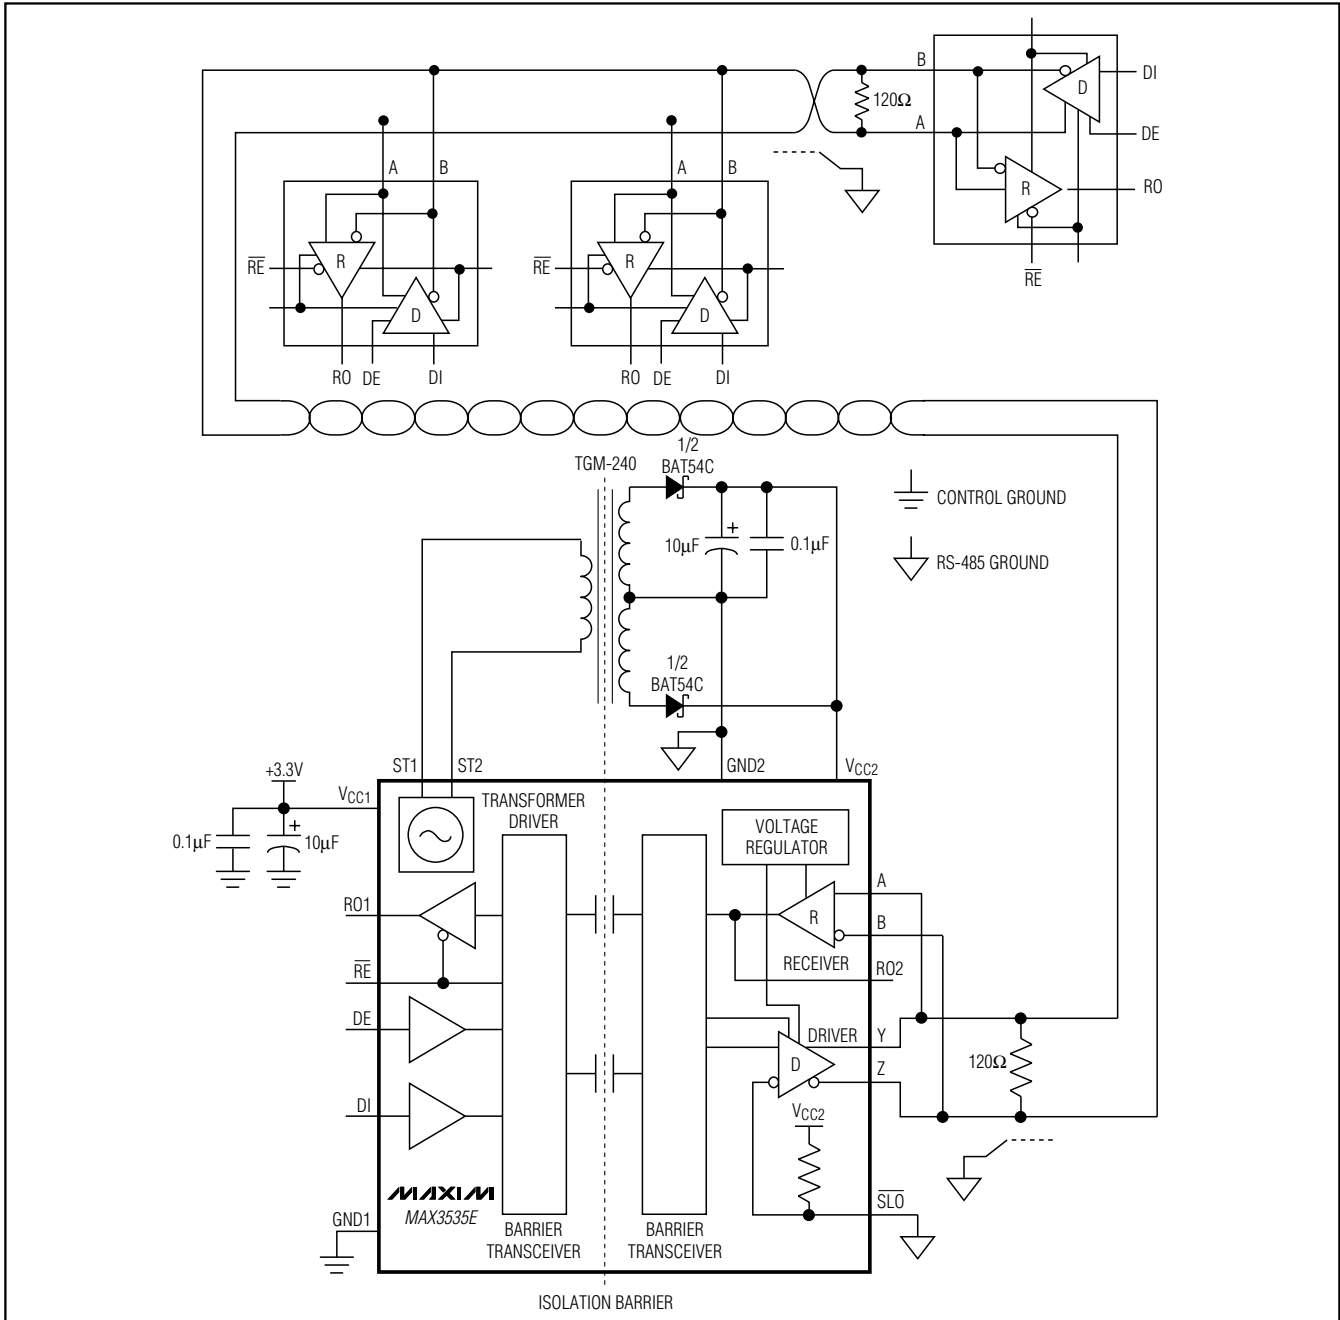 B
DI
D
120Ω
A
DE
A
B
A
B
R
RO
RE
R
RE
R
RE
D
D
RO
DE
DI
RO
DE
DI
1/2
BAT54C
TGM-240
CONTROL GROUND
+
10µF
0.1µF
RS-485 GROUND
1/2
BAT54C
ST1
ST2
GND2
VCC2
+3.3V
VCC1
TRANSFORMER
DRIVER
VOLTAGE
REGULATOR
+
0.1µF
10µF
A
RO1
R
B
RECEIVER
RO2
RE
DE
DRIVER
Y
D
Z
120Ω
DI
VCC2
MAXIM
MAX3535E
SLO
GND1
BARRIER
TRANSCEIVER
BARRIER
TRANSCEIVER
ISOLATION BARRIER